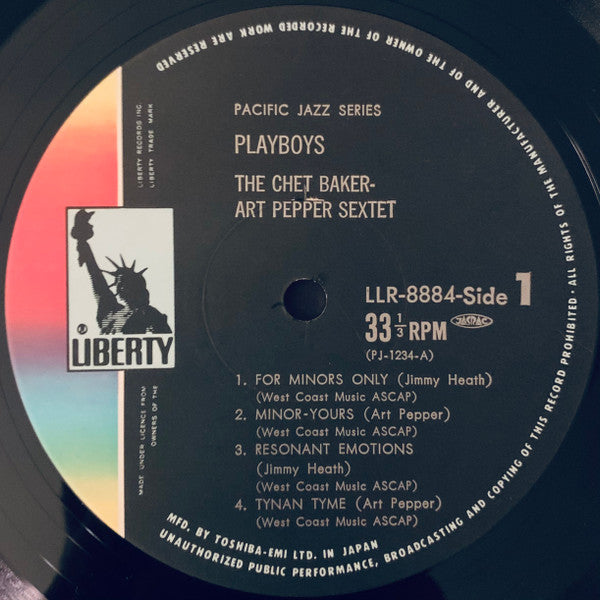 PACIFIC JAZZ SERIES
PLAYBOYS
THE CHET BAKER-
ART PEPPER SEXTET
LIBERTY RECORDS INC.
LIBERTY TRADE MARK
LIBERTY
LLR-8884-Side 1
33 1/3 RPM
JASRAC
(PJ-1234-A)
1. FOR MINORS ONLY (Jimmy Heath)
(West Coast Music ASCAP)
2. MINOR-YOURS (Art Pepper)
(West Coast Music ASCAP)
3. RESONANT EMOTIONS
(Jimmy Heath)
(West Coast Music ASCAP)
4. TYNAN TYME (Art Pepper)
(West Coast Music ASCAP)
MADE UNDER LICENCE FROM
OWNERS OF THE
MFD. BY TOSHIBA-EMI LTD. IN JAPAN
ALL RIGHTS OF THE MANUFACTURER AND OF THE OWNER OF THE RECORDED WORK ARE RESERVED
UNAUTHORIZED PUBLIC PERFORMANCE, BROADCASTING AND COPYING OF THIS RECORD PROHIBITED ·